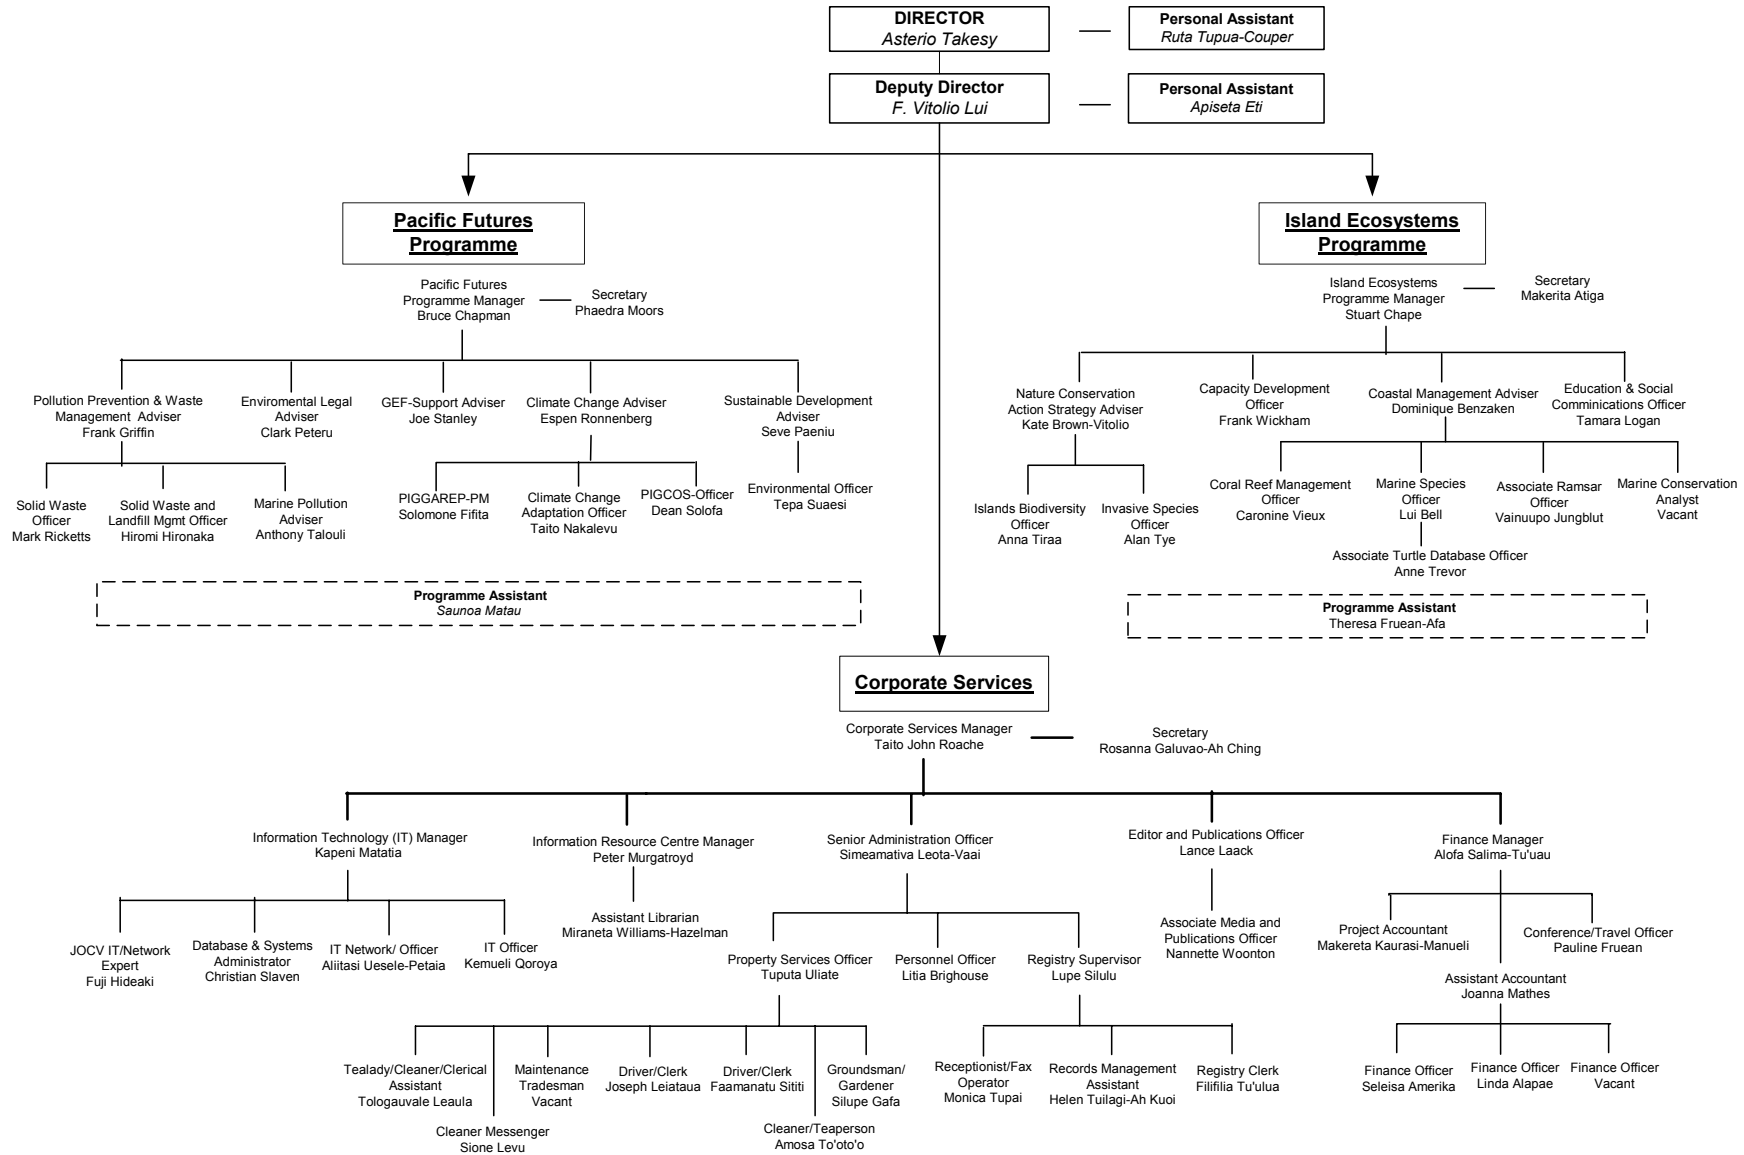 DIRECTOR
Asterio Takesy
Personal Assistant
Ruta Tupua-Couper
Deputy Director
F. Vitolio Lui
Personal Assistant
Apiseta Eti
Pacific Futures
Programme
Island Ecosystems
Programme
Pacific Futures
Programme Manager
Bruce Chapman
Secretary
Phaedra Moors
Island Ecosystems
Programme Manager
Stuart Chape
Secretary
Makerita Atiga
Pollution Prevention & Waste
Management Adviser
Frank Griffin
Enviromental Legal
Adviser
Clark Peteru
GEF-Support Adviser
Joe Stanley
Climate Change Adviser
Espen Ronnenberg
Sustainable Development
Adviser
Seve Paeniu
Nature Conservation
Action Strategy Adviser
Kate Brown-Vitolio
Capacity Development
Officer
Frank Wickham
Coastal Management Adviser
Dominique Benzaken
Education & Social
Comminications Officer
Tamara Logan
Solid Waste
Officer
Mark Ricketts
Solid Waste and
Landfill Mgmt Officer
Hiromi Hironaka
Marine Pollution
Adviser
Anthony Talouli
PIGGAREP-PM
Solomone Fifita
Climate Change
Adaptation Officer
Taito Nakalevu
PIGCOS-Officer
Dean Solofa
Environmental Officer
Tepa Suaesi
Islands Biodiversity
Officer
Anna Tiraa
Invasive Species
Officer
Alan Tye
Coral Reef Management
Officer
Caronine Vieux
Marine Species
Officer
Lui Bell
Associate Ramsar
Officer
Vainuupo Jungblut
Marine Conservation
Analyst
Vacant
Associate Turtle Database Officer
Anne Trevor
Programme Assistant
Saunoa Matau
Programme Assistant
Theresa Fruean-Afa
Corporate Services
Corporate Services Manager
Taito John Roache
Secretary
Rosanna Galuvao-Ah Ching
Information Technology (IT) Manager
Kapeni Matatia
Information Resource Centre Manager
Peter Murgatroyd
Senior Administration Officer
Simeamativa Leota-Vaai
Editor and Publications Officer
Lance Laack
Finance Manager
Alofa Salima-Tu'uau
JOCV IT/Network
Expert
Fuji Hideaki
Database & Systems
Administrator
Christian Slaven
IT Network/ Officer
Aliitasi Uesele-Petaia
IT Officer
Kemueli Qoroya
Assistant Librarian
Miraneta Williams-Hazelman
Property Services Officer
Tuputa Uliate
Personnel Officer
Litia Brighouse
Registry Supervisor
Lupe Silulu
Associate Media and
Publications Officer
Nannette Woonton
Project Accountant
Makereta Kaurasi-Manueli
Conference/Travel Officer
Pauline Fruean
Assistant Accountant
Joanna Mathes
Tealady/Cleaner/Clerical
Assistant
Tologauvale Leaula
Maintenance
Tradesman
Vacant
Driver/Clerk
Joseph Leiataua
Driver/Clerk
Faamanatu Sititi
Groundsman/
Gardener
Silupe Gafa
Receptionist/Fax
Operator
Monica Tupai
Records Management
Assistant
Helen Tuilagi-Ah Kuoi
Registry Clerk
Filifilia Tu'ulua
Finance Officer
Seleisa Amerika
Finance Officer
Linda Alapae
Finance Officer
Vacant
Cleaner Messenger
Sione Levu
Cleaner/Teaperson
Amosa To'oto'o